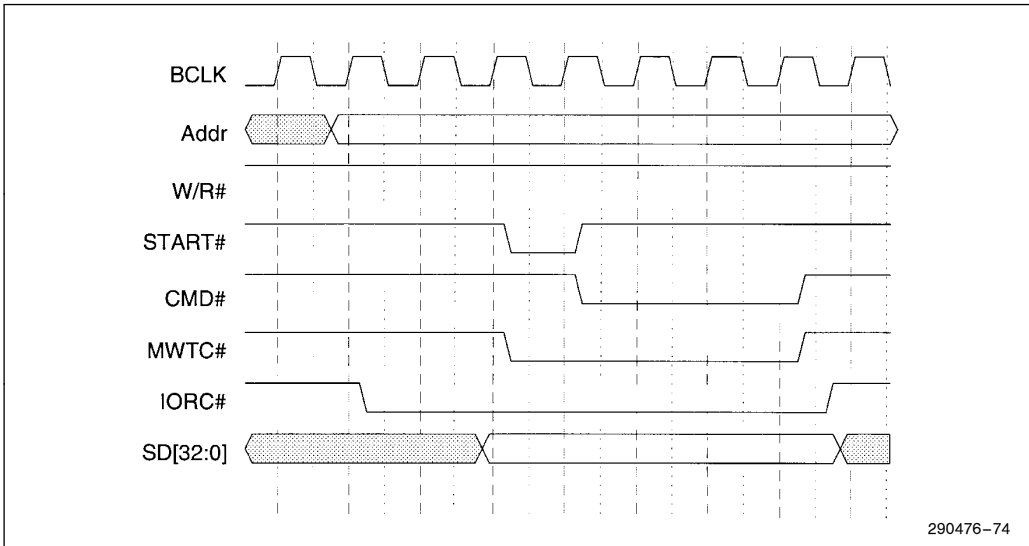 BCLK
Addr
W/R#
START#
CMD#
MWTC#
IORC#
SD[32:0]
290476–74